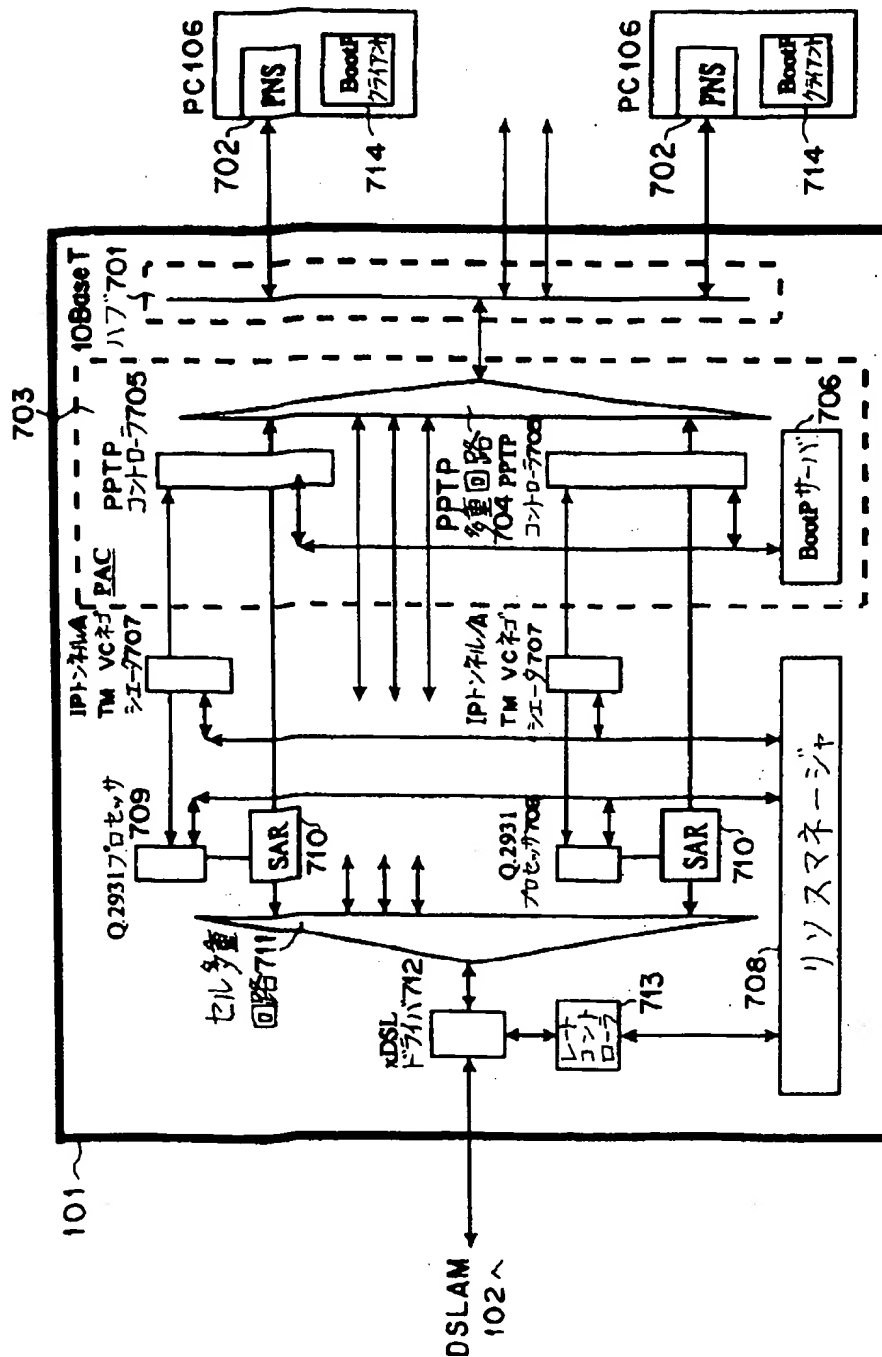 PC106
PNS
702
BootP
クライアント
714
PC106
PNS
702
BootP
クライアント
714
10BaseT
ハブ701
703
PPTP
コントローラ705
PPTP
多重回路
704
PPTP
コントローラ705
706
BootPサーバ
PAC
IPトンネル/A
TM VCネゴ
シエータ707
IPトンネル/A
TM VCネゴ
シエータ707
Q.2931プロセッサ
709
SAR
710
Q.2931
プロセッサ709
SAR
710
セル多重
回路711
xDSL
ドライバ712
713
レート
コント
ローラ
708
リソスマネージャ
101
DSLAM
102へ